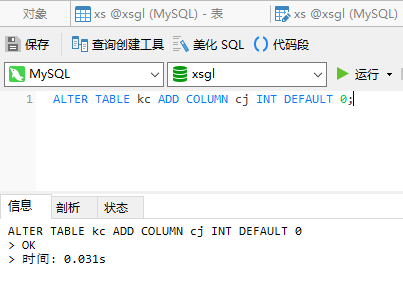 对象
xs @xsgl (MySQL) - 表
xs @xsgl (MySQL)
保存
查询创建工具
美化 SQL
代码段
MySQL
xsgl
运行
1
ALTER TABLE kc ADD COLUMN cj INT DEFAULT 0;
信息
剖析
状态
ALTER TABLE kc ADD COLUMN cj INT DEFAULT 0
> OK
> 时间: 0.031s